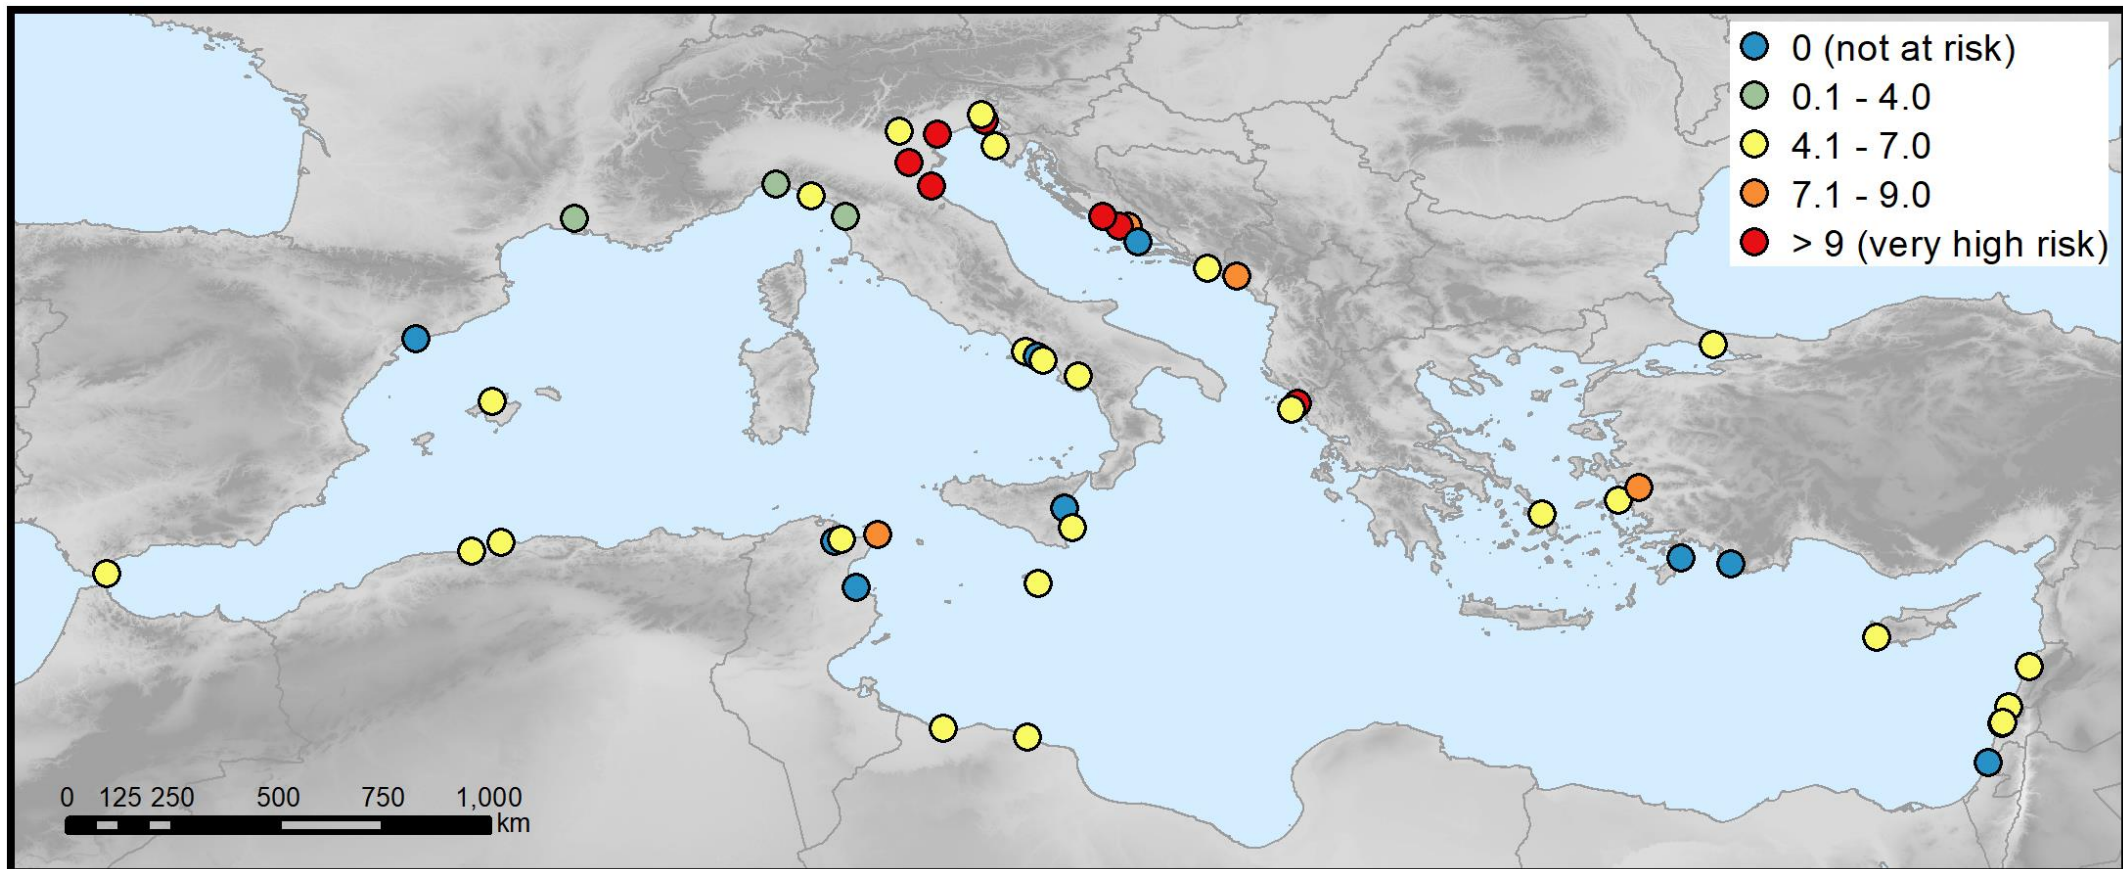 0 (not at risk)
0.1 - 4.0
4.1 - 7.0
7.1 - 9.0
> 9 (very high risk)
0 125 250 500 750 1,000
km